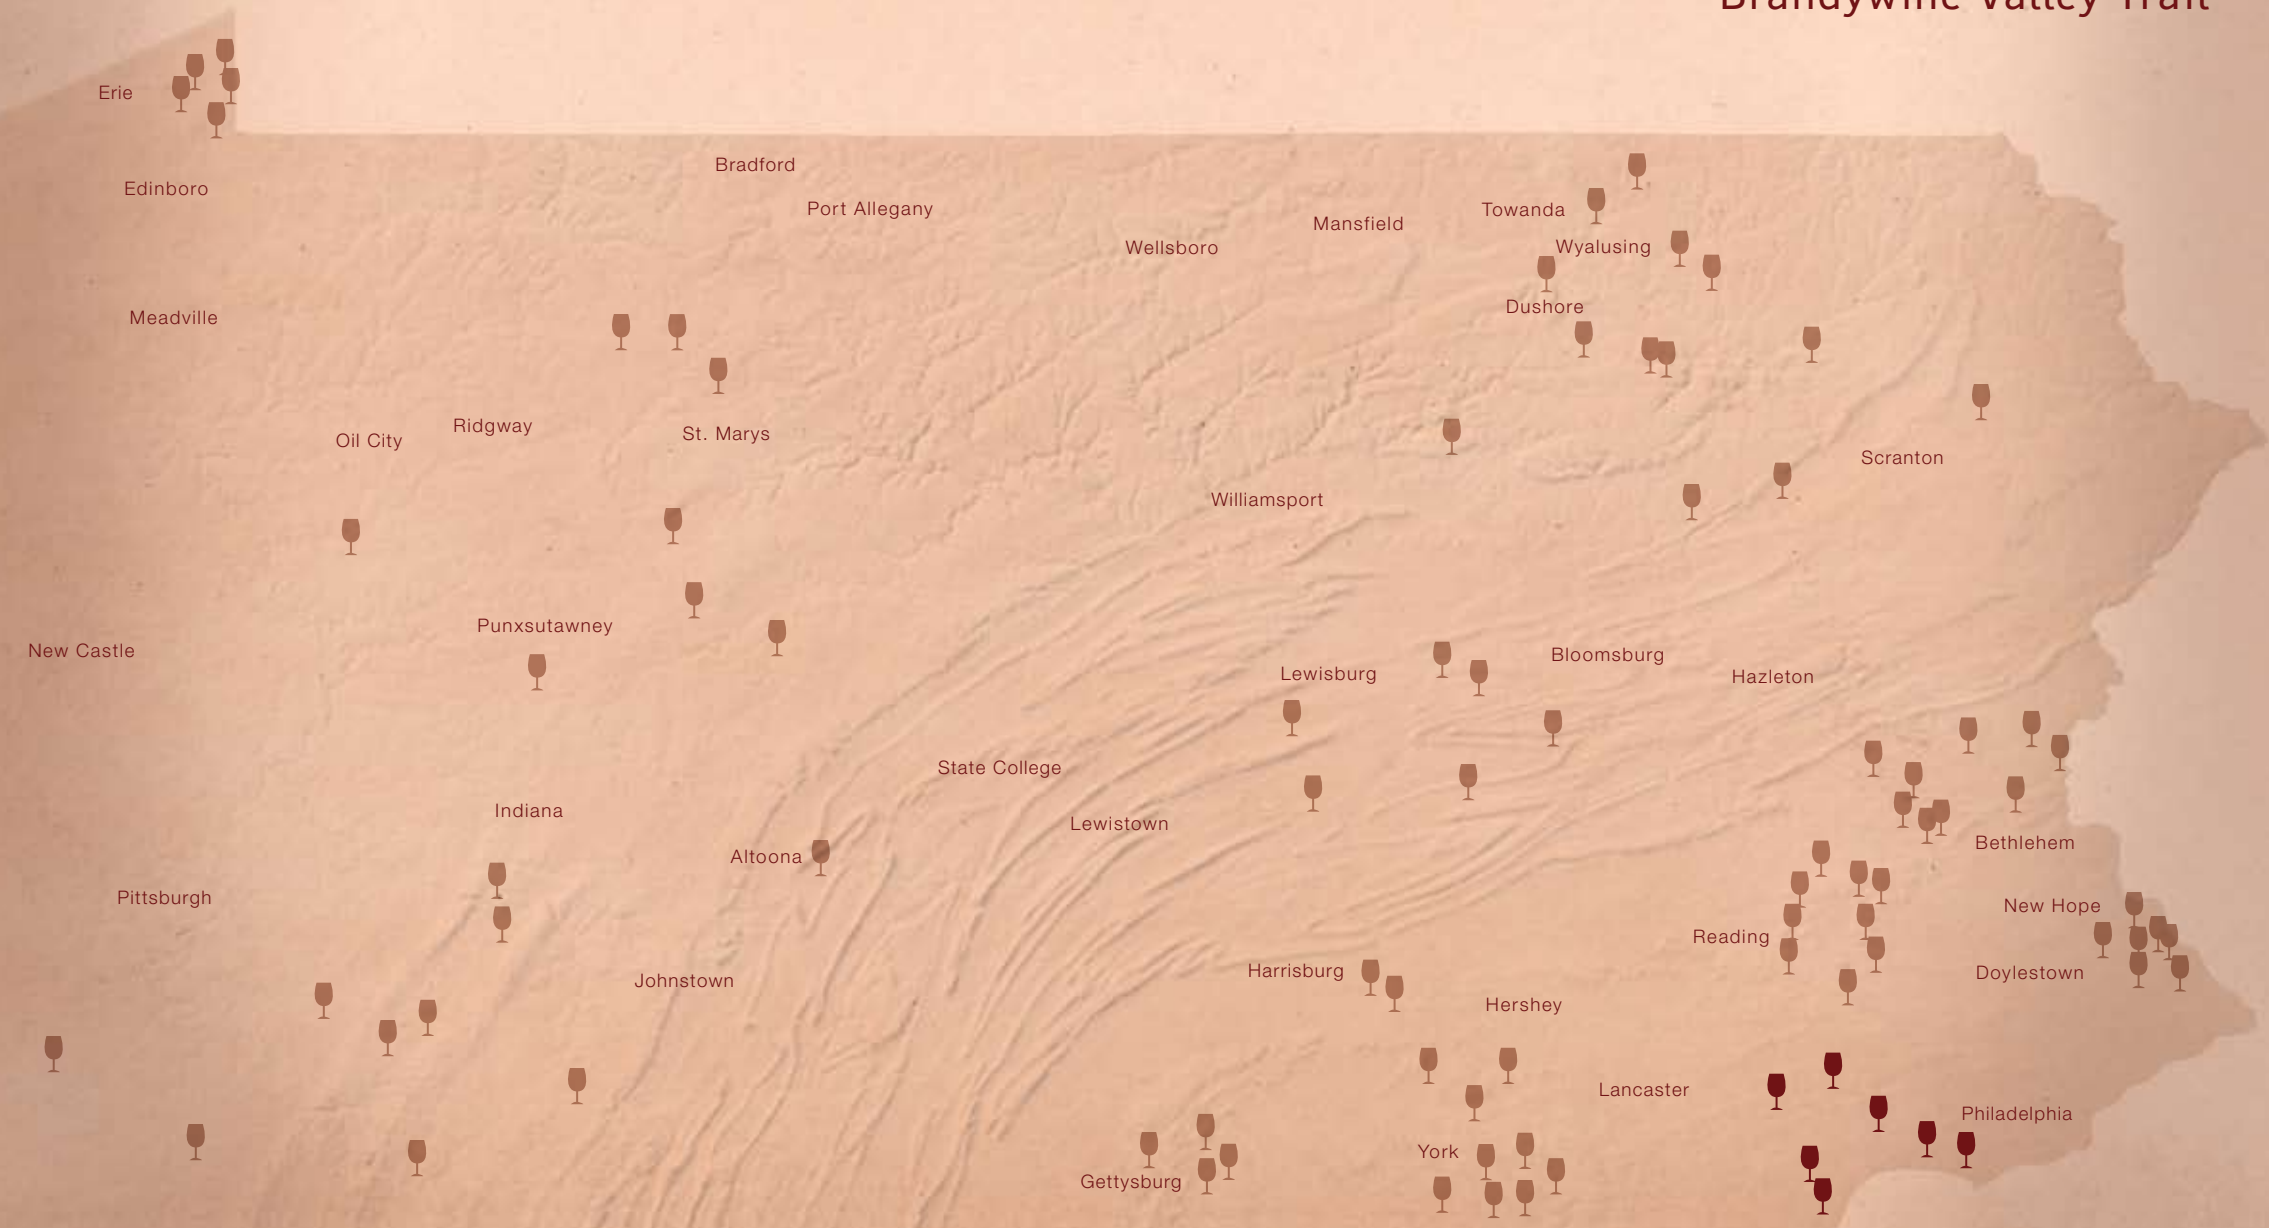 Brandywine Valley Trail
Erie
Bradford
Edinboro
Port Allegany
Towanda
Mansfield
Wyalusing
Wellsboro
Dushore
Meadville
Ridgway
St. Marys
Oil City
Scranton
Williamsport
Punxsutawney
New Castle
Bloomsburg
Lewisburg
Hazleton
State College
Indiana
Lewistown
Bethlehem
Altoona
Pittsburgh
New Hope
Reading
Harrisburg
Doylestown
Johnstown
Hershey
Lancaster
Philadelphia
York
Gettysburg